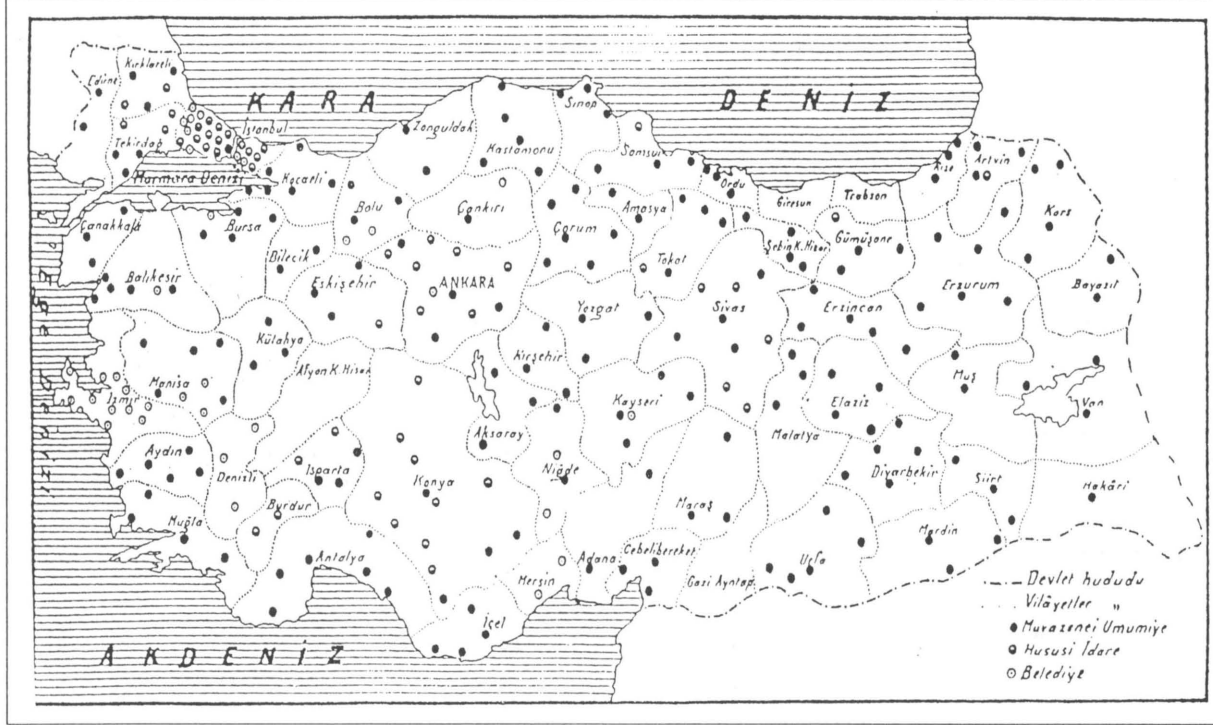 KARA DENİZ
Edirne
Kırklareli
Tekirdağ
İstanbul
Marmara Denizi
Kocaeli
Zonguldak
Kastamonu
Sinop
Samsun
Ordu
Giresun
Trabzon
Rize
Artvin
Kars
Çanakkale
Bursa
Bilecik
Bolu
Çankırı
Çorum
Amasya
Tokat
Şebin K. Hisar
Gümüşane
Erzurum
Bayazıt
Balıkesir
Eskişehir
ANKARA
Yozgat
Sivas
Erzincan
Kütahya
Afyon K. Hisar
Kirşehir
Kayseri
Elaziz
Muş
Van
Manisa
İzmir
Aksaray
Malatya
Aydın
Denizli
Isparta
Konya
Niğde
Diyarbekir
Siirt
Hakâri
Burdur
Maraş
Mardin
Muğla
Antalya
Mersin
Adana
Cebelibereket
Gazi Ayntap
Urfa
İçel
AKDENİZ
Devlet hududu
Vilâyetler „
Muvazenei Umumiye
Hususi İdare
Belediye